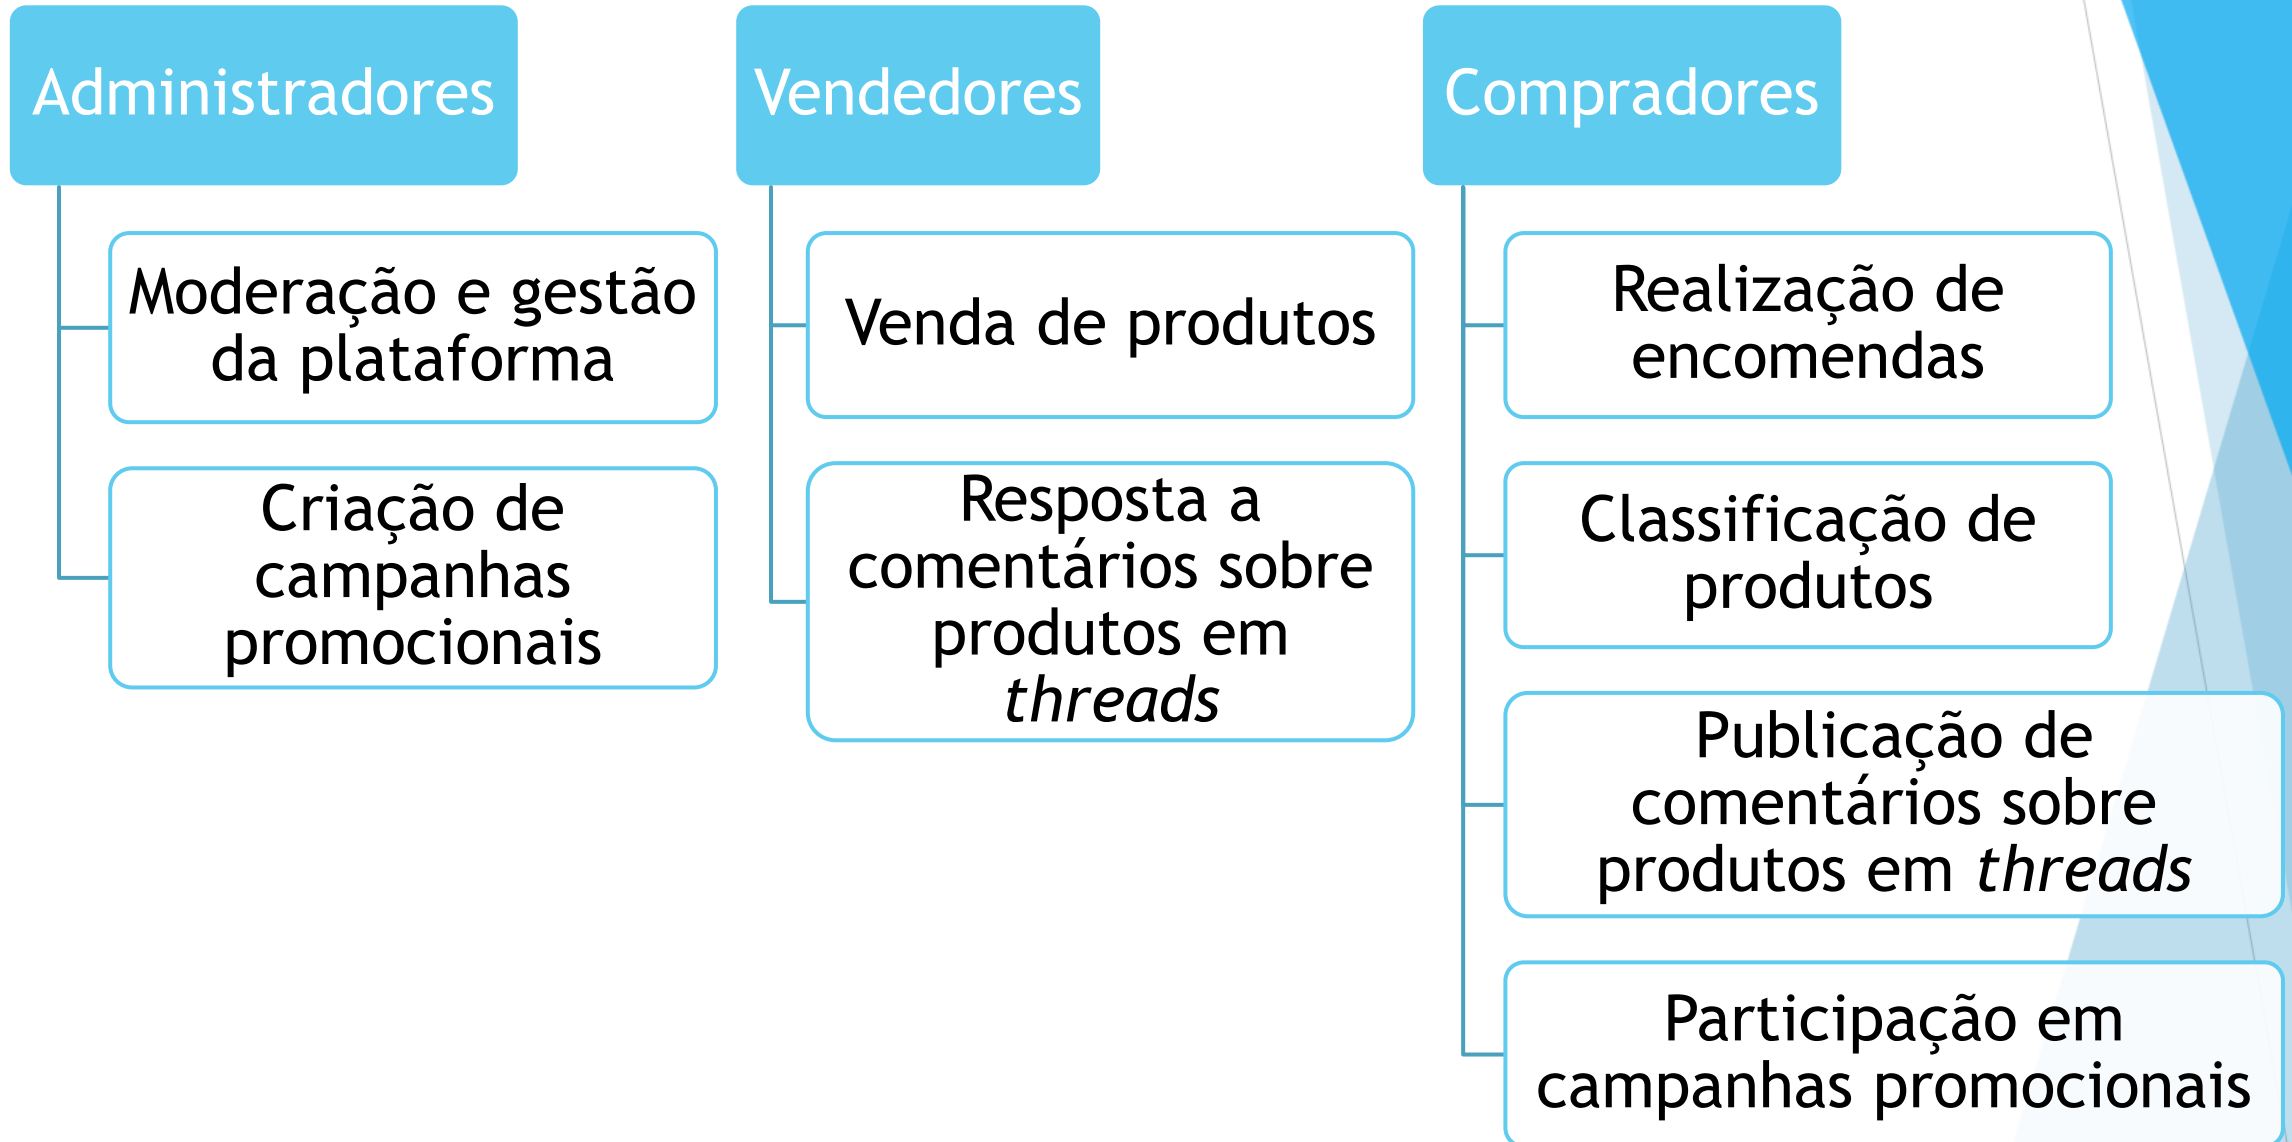 Administradores
Moderação e gestão
da plataforma
Criação de
campanhas
promocionais
Vendedores
Venda de produtos
Resposta a
comentários sobre
produtos em
threads
Compradores
Realização de
encomendas
Classificação de
produtos
Publicação de
comentários sobre
produtos em threads
Participação em
campanhas promocionais